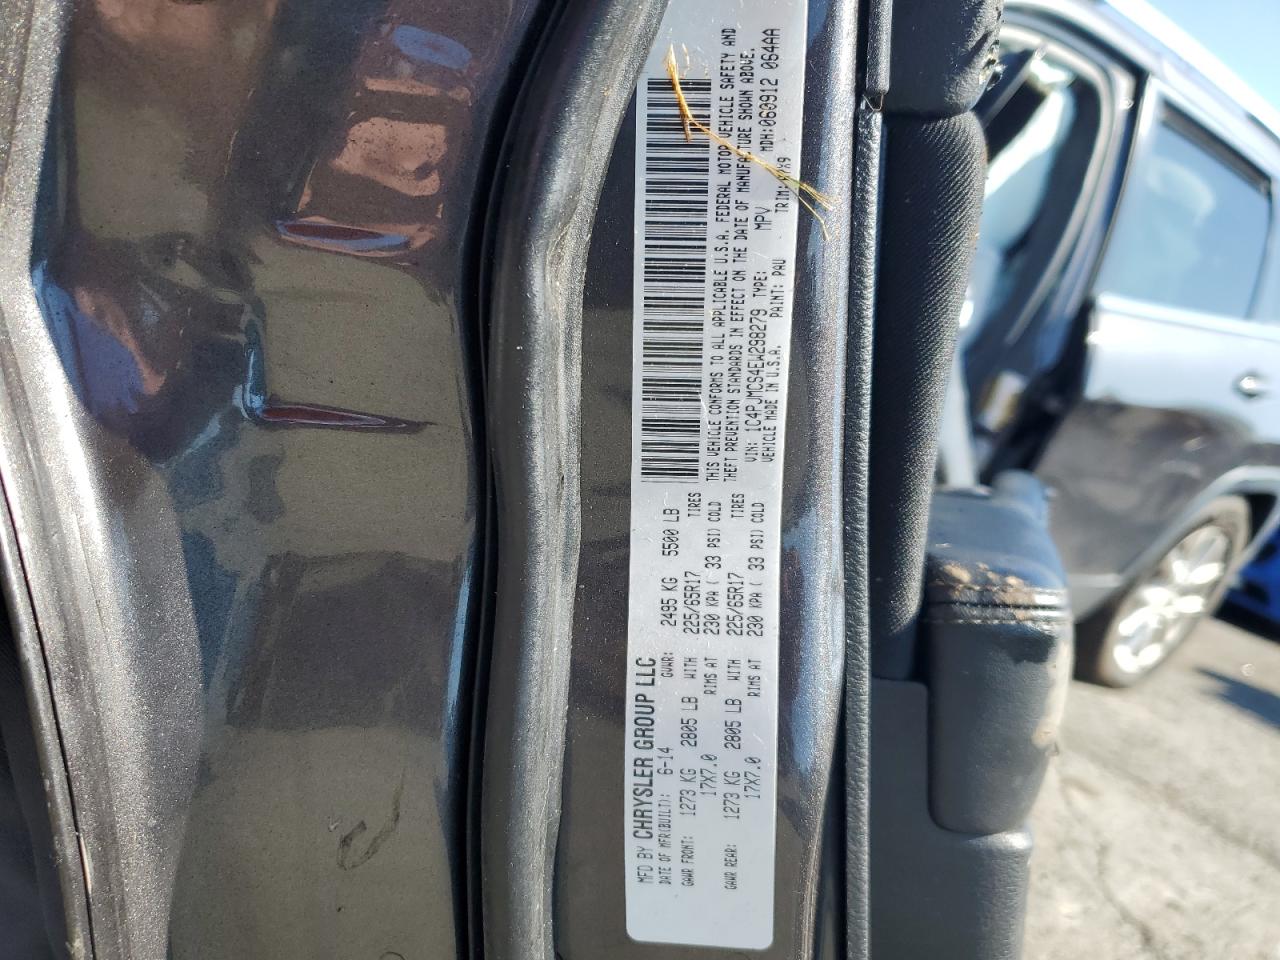 MFD BY CHRYSLER GROUP LLC
DATE OF MFR(BUILT): 6-14 GVWR: 2495 KG 5500 LB
GAWR FRONT: 1273 KG 2805 LB WITH 225/65R17 TIRES
17X7.0 RIMS AT 230 KPA ( 33 PSI) COLD
GAWR REAR: 1273 KG 2805 LB WITH 225/65R17 TIRES
17X7.0 RIMS AT 230 KPA ( 33 PSI) COLD
THIS VEHICLE CONFORMS TO ALL APPLICABLE U.S.A. FEDERAL MOTOR VEHICLE SAFETY AND
THEFT PREVENTION STANDARDS IN EFFECT ON THE DATE OF MANUFACTURE SHOWN ABOVE.
VIN: 1C4PJMCS4EW298279 TYPE: MPV MDH:060912 064AA
VEHICLE MADE IN U.S.A. PAINT: PAU TRIM: